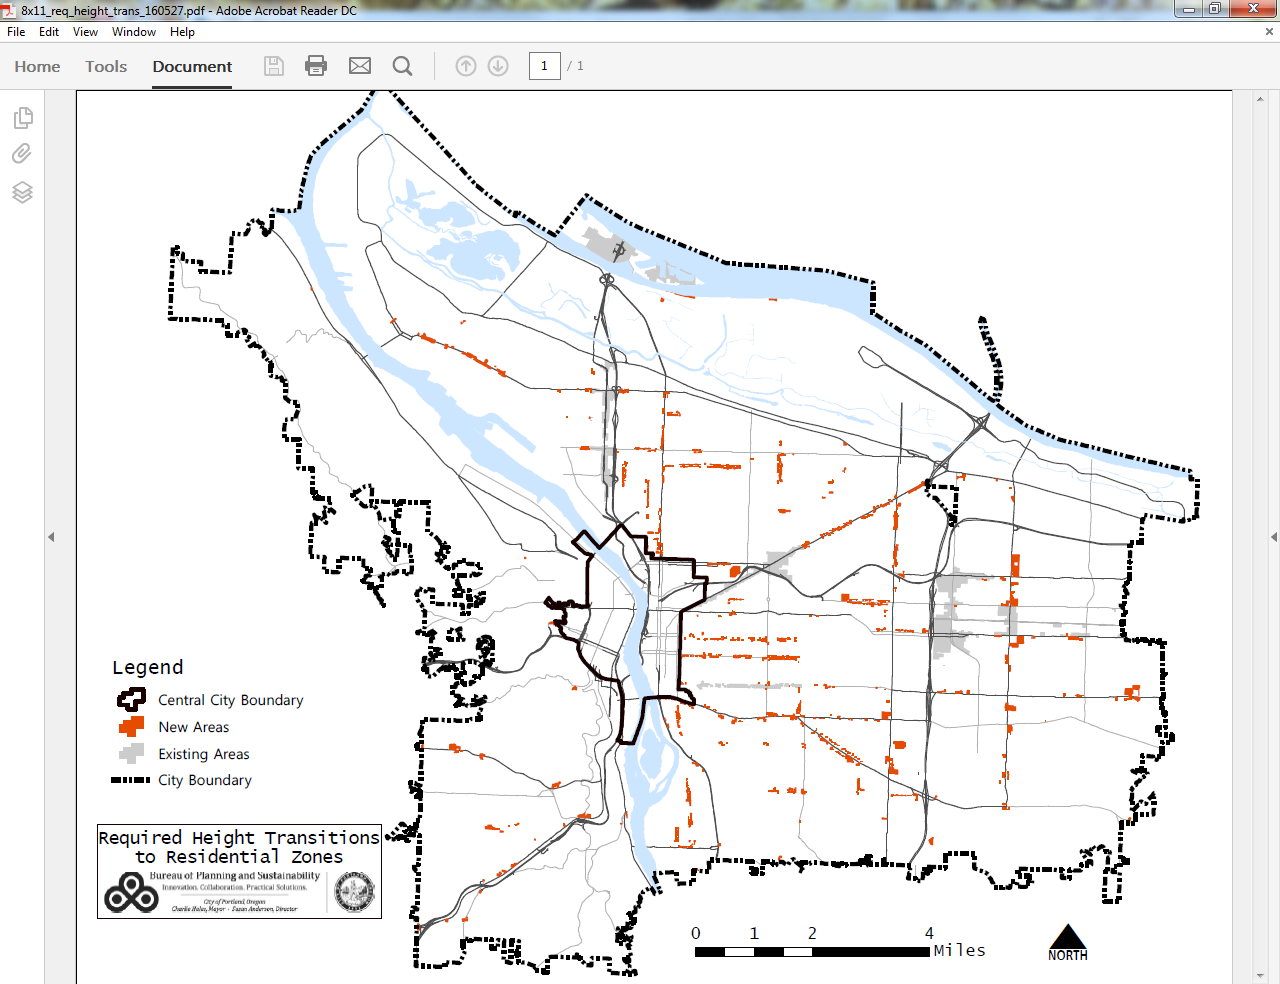 8x11_req_height_trans_160527.pdf - Adobe Acrobat Reader DC
File Edit View Window Help
Home Tools Document 1 / 1
Legend
Central City Boundary
New Areas
Existing Areas
City Boundary
Required Height Transitions
to Residential Zones
Bureau of Planning and Sustainability
Innovation. Collaboration. Practical Solutions.
City of Portland, Oregon
Charlie Hales, Mayor - Susan Anderson, Director
0 1 2 4
Miles
NORTH